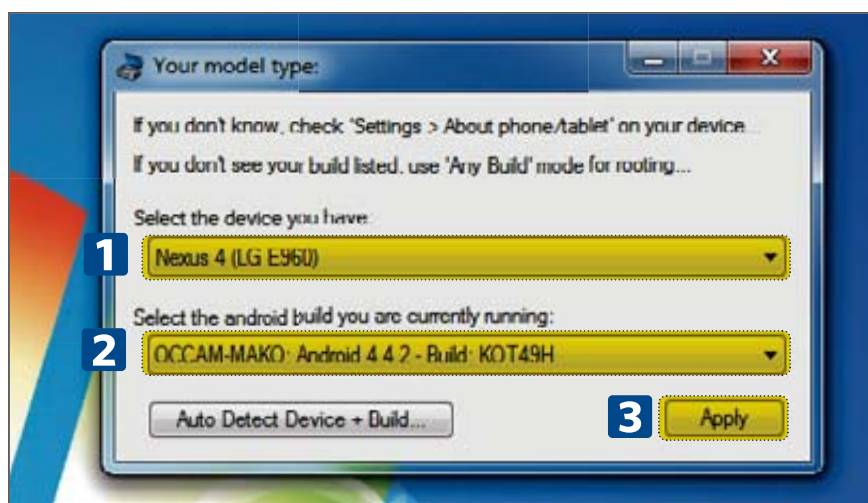 Your model type:
If you don't know, check 'Settings > About phone/tablet' on your device...
If you don't see your build listed, use 'Any Build' mode for rooting...
Select the device you have:
1 Nexus 4 (LG E960)
Select the android build you are currently running:
2 OCCAM-MAKO: Android 4.4.2 - Build: KOT49H
Auto Detect Device + Build... 3 Apply